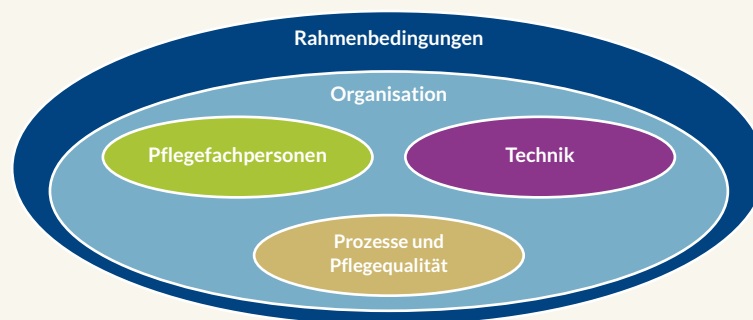 Rahmenbedingungen
Organisation
Pflegefachpersonen
Technik
Prozesse und
Pflegequalität